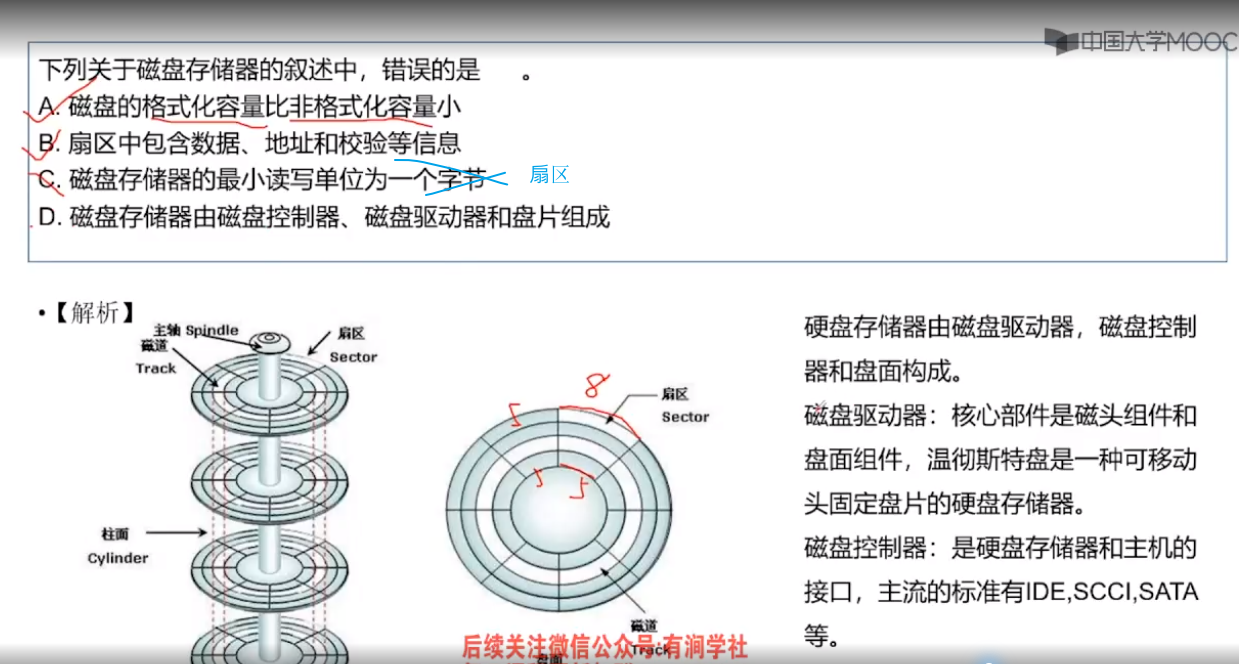 中国大学MOOC
下列关于磁盘存储器的叙述中，错误的是 。
A. 磁盘的格式化容量比非格式化容量小
B. 扇区中包含数据、地址和校验等信息
C. 磁盘存储器的最小读写单位为一个字节 扇区
D. 磁盘存储器由磁盘控制器、磁盘驱动器和盘片组成
•【解析】
主轴 Spindle
磁道
Track
扇区
Sector
柱面
Cylinder
8
扇区
Sector
5
5
5
磁道
Track
盘面
硬盘存储器由磁盘驱动器，磁盘控制
器和盘面构成。
磁盘驱动器：核心部件是磁头组件和
盘面组件，温彻斯特盘是一种可移动
头固定盘片的硬盘存储器。
磁盘控制器：是硬盘存储器和主机的
接口，主流的标准有IDE,SCCI,SATA
等。
后续关注微信公众号:有涧学社